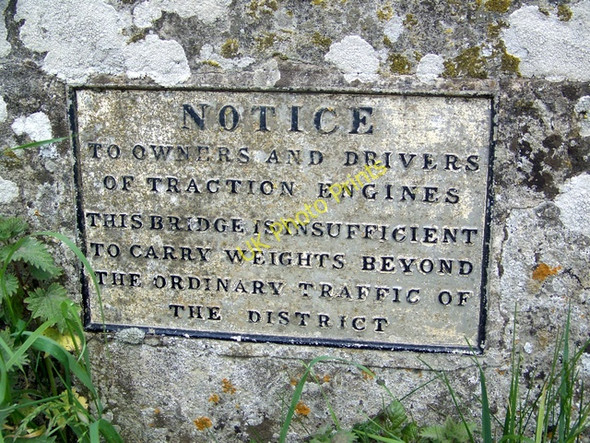 NOTICE
TO OWNERS AND DRIVERS
OF TRACTION ENGINES
THIS BRIDGE IS INSUFFICIENT
TO CARRY WEIGHTS BEYOND
THE ORDINARY TRAFFIC OF
THE DISTRICT
UK Photo Prints